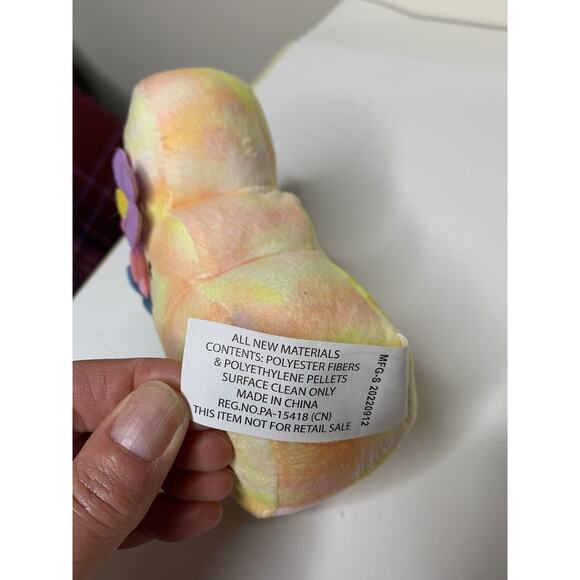 ALL NEW MATERIALS
CONTENTS: POLYESTER FIBERS
& POLYETHYLENE PELLETS
SURFACE CLEAN ONLY
MADE IN CHINA
REG.NO.PA-15418 (CN)
THIS ITEM NOT FOR RETAIL SALE
MFG-S 20220912